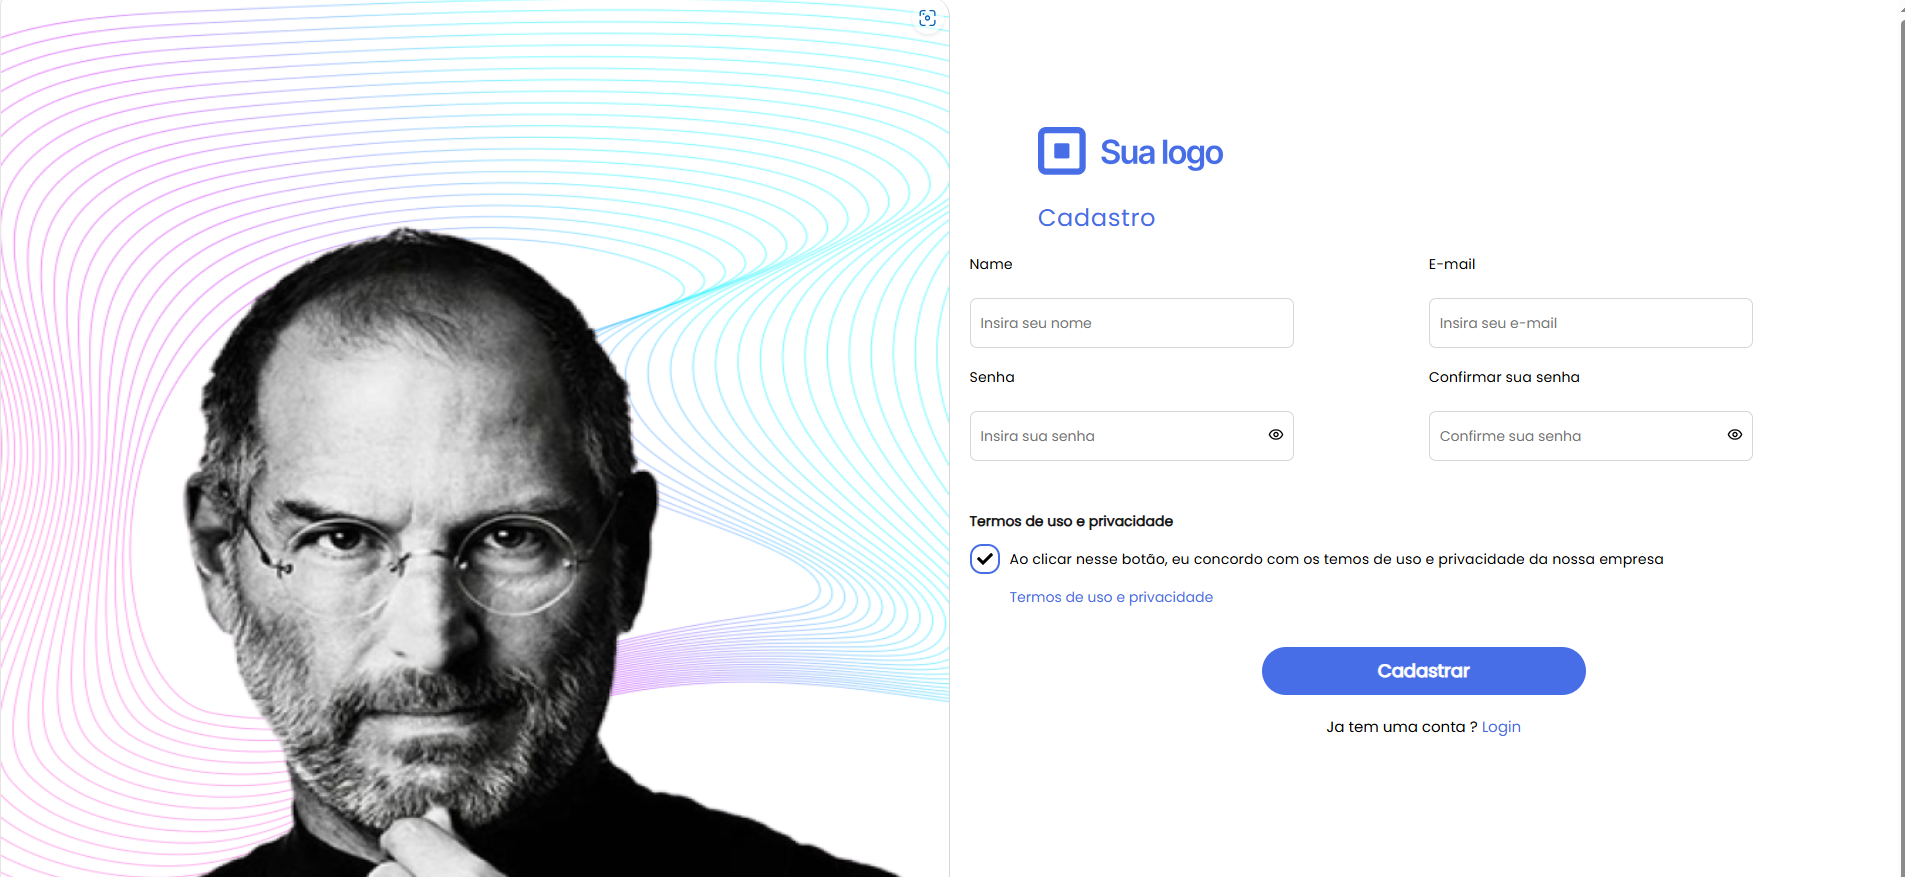 Sua logo
Cadastro
Name
E-mail
Insira seu nome
Insira seu e-mail
Senha
Confirmar sua senha
Insira sua senha
Confirme sua senha
Termos de uso e privacidade
Ao clicar nesse botão, eu concordo com os temos de uso e privacidade da nossa empresa
Termos de uso e privacidade
Cadastrar
Ja tem uma conta ? Login